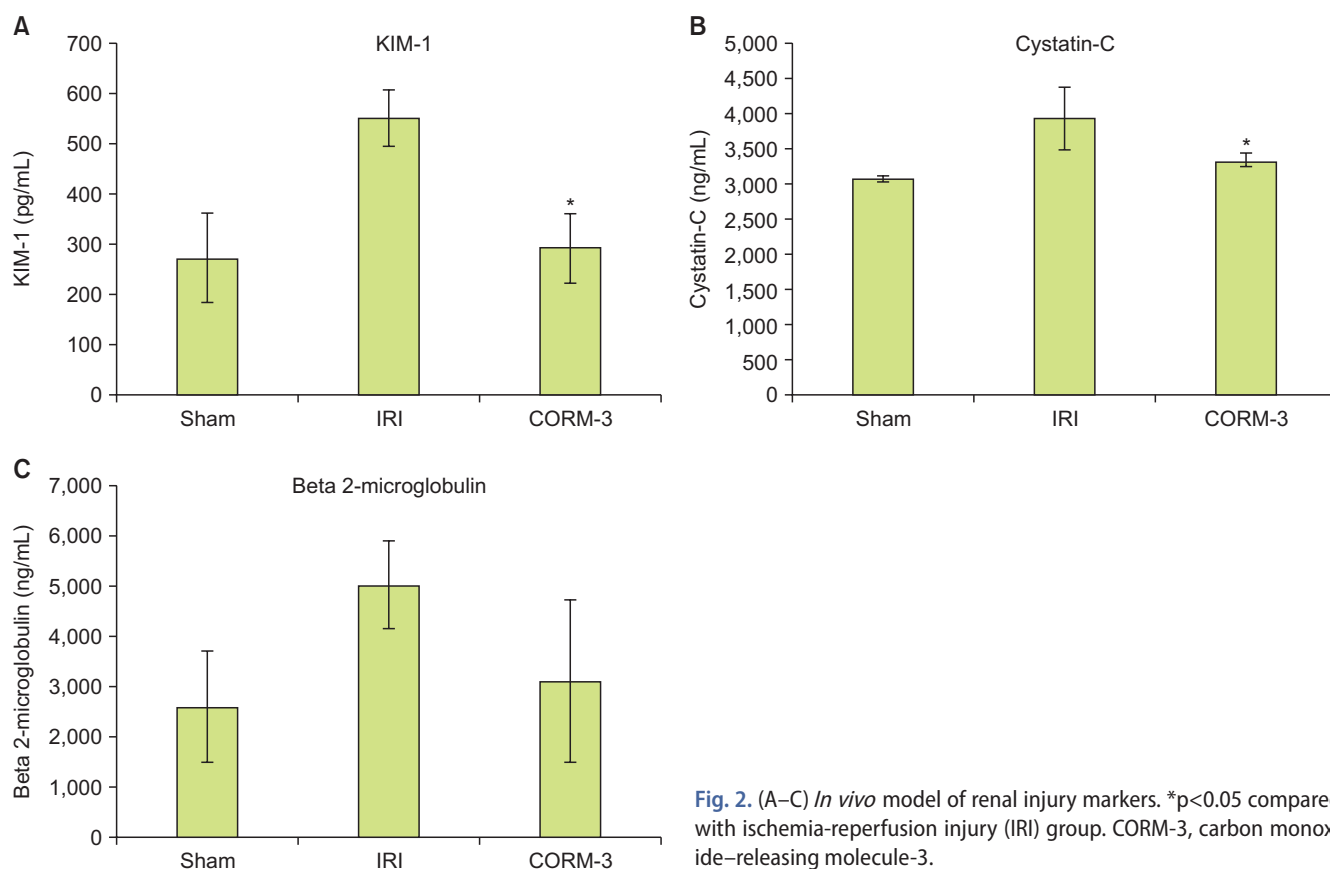 A
KIM-1
KIM-1 (pg/mL)
700
600
500
400
300
200
100
0
*
Sham IRI CORM-3
B
Cystatin-C
Cystatin-C (ng/mL)
5,000
4,500
4,000
3,500
3,000
2,500
2,000
1,500
1,000
500
0
*
Sham IRI CORM-3
C
Beta 2-microglobulin
Beta 2-microglobulin (ng/mL)
7,000
6,000
5,000
4,000
3,000
2,000
1,000
0
Sham IRI CORM-3
Fig. 2. (A–C) In vivo model of renal injury markers. *p<0.05 compared
with ischemia-reperfusion injury (IRI) group. CORM-3, carbon monox-
ide–releasing molecule-3.